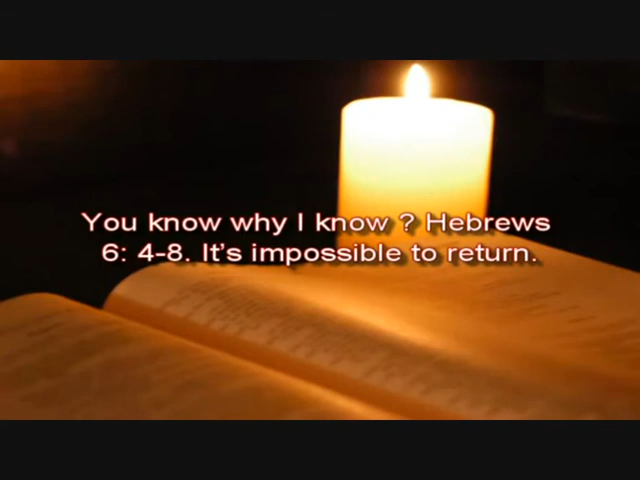 You know why I know ? Hebrews
6: 4-8. It's impossible to return.